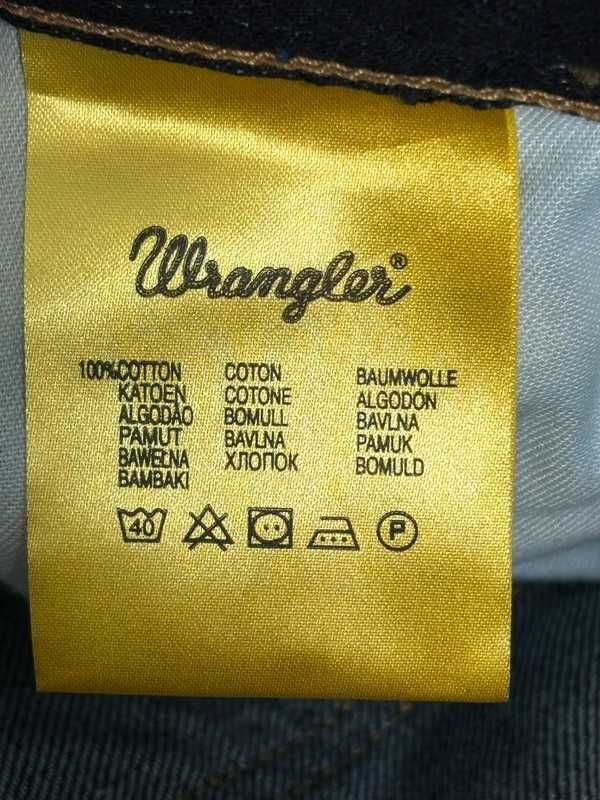 Wrangler®
100%COTTON COTON BAUMWOLLE
KATOEN COTONE ALGODÓN
ALGODÃO BOMULL BAVLNA
PAMUT BAVLNA PAMUK
BAWEŁNA ХЛОПОК BOMULD
BAMBAKI
40 P